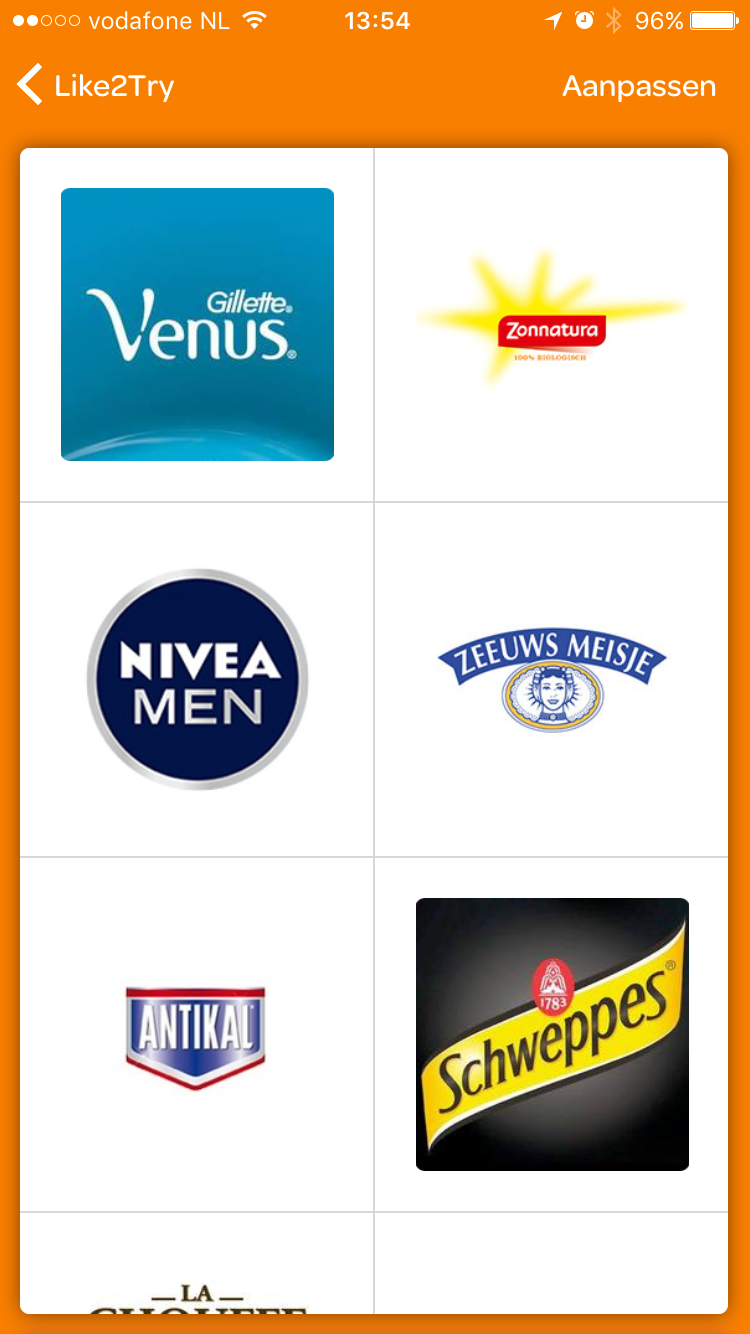 vodafone NL 13:54 96%
Like2Try Aanpassen
Gillette®
Venus®
Zonnatura
100% BIOLOGISCH
NIVEA
MEN
ZEEUWS MEISJE
ANTIKAL
1783
Schweppes®
LA
CHOUFFE